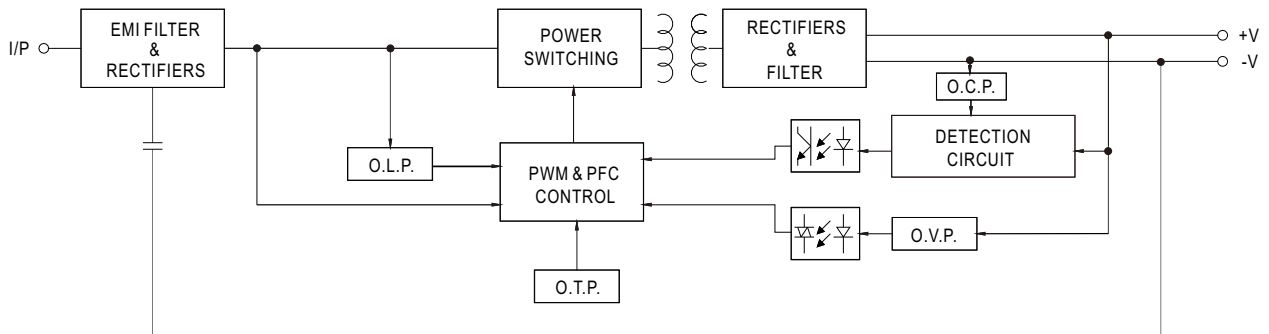 I/P
EMI FILTER
&
RECTIFIERS
POWER
SWITCHING
RECTIFIERS
&
FILTER
+V
-V
O.C.P.
DETECTION
CIRCUIT
O.L.P.
PWM & PFC
CONTROL
O.V.P.
O.T.P.